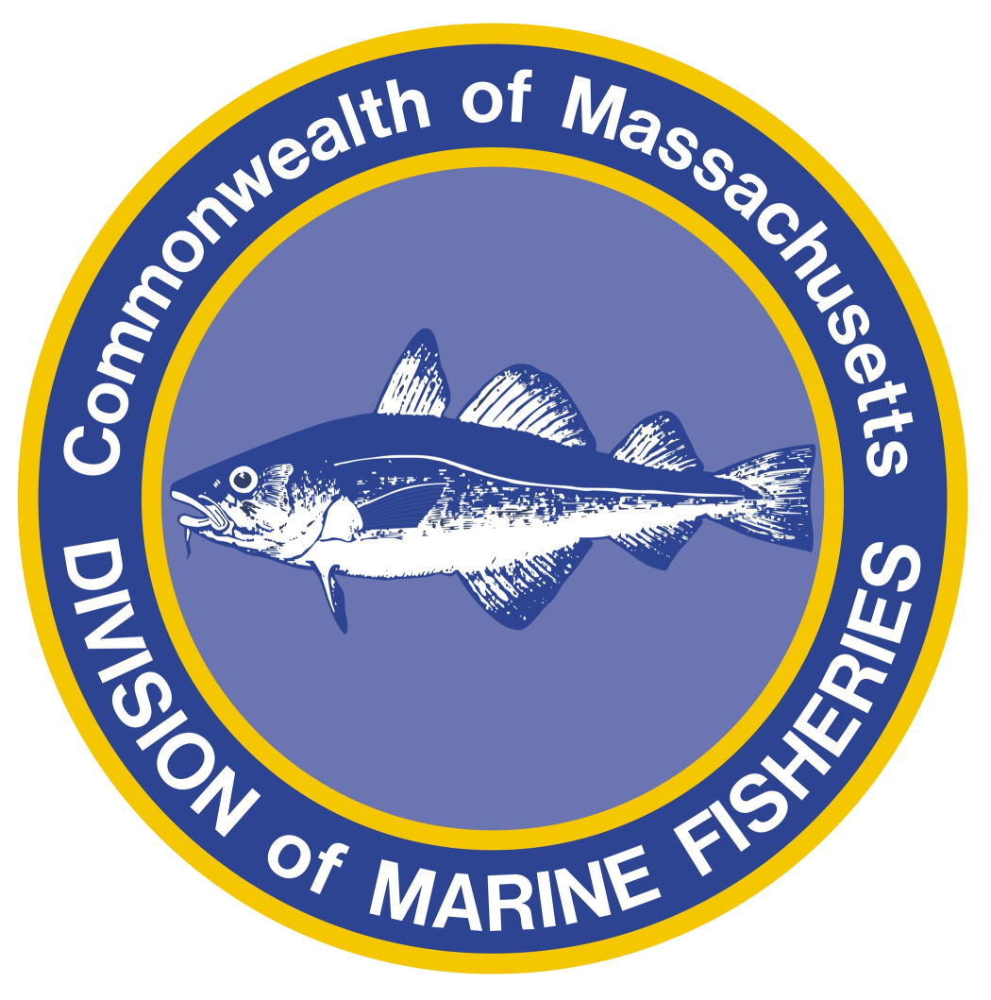 Commonwealth of Massachusetts
DIVISION of MARINE FISHERIES